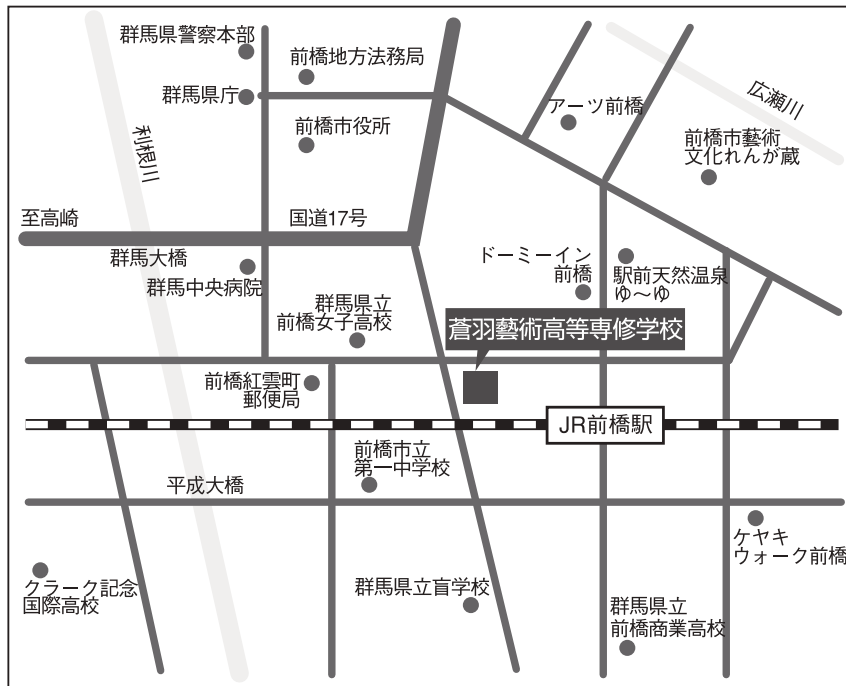 群馬県警察本部
前橋地方法務局
群馬県庁
アーツ前橋
広瀬川
前橋市役所
前橋市藝術
文化れんが蔵
利根川
至高崎
国道17号
群馬大橋
群馬中央病院
ドーミーイン
前橋
駅前天然温泉
ゆ～ゆ
群馬県立
前橋女子高校
蒼羽藝術高等専修学校
前橋紅雲町
郵便局
JR前橋駅
前橋市立
第一中学校
平成大橋
ケヤキ
ウォーク前橋
クラーク記念
国際高校
群馬県立盲学校
群馬県立
前橋商業高校